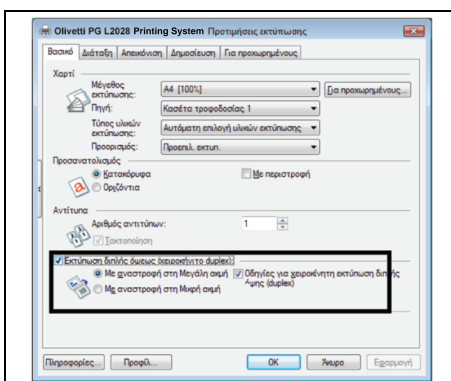 Olivetti PG L2028 Printing System Προτιμήσεις εκτύπωσης
Βασικό Διάταξη Απεικόνιση Δημοσίευση Για προχωρημένους
Χαρτί
Μέγεθος εκτύπωσης: A4 [100%] Για προχωρημένους...
Πηγή: Κασέτα τροφοδοσίας 1
Τύπος υλικών εκτύπωσης: Αυτόματη επιλογή υλικών εκτύπωσης
Προορισμός: Προεπιλ. εκτυπ.
Προσανατολισμός
Κατακόρυφα Με περιστροφή
Οριζόντια
Αντίτυπα
Αριθμός αντιτύπων: 1
Τακτοποίηση
Εκτύπωση διπλής όψεως (χειροκήνιτο duplex):
Με αναστροφή στη Μεγάλη ακμή Οδηγίες για χειροκήνητη εκτύπωση διπλής
Με αναστροφή στη Μικρή ακμή όψης (duplex)
Πληροφορίες... Προφίλ... OK Άκυρο Εφαρμογή